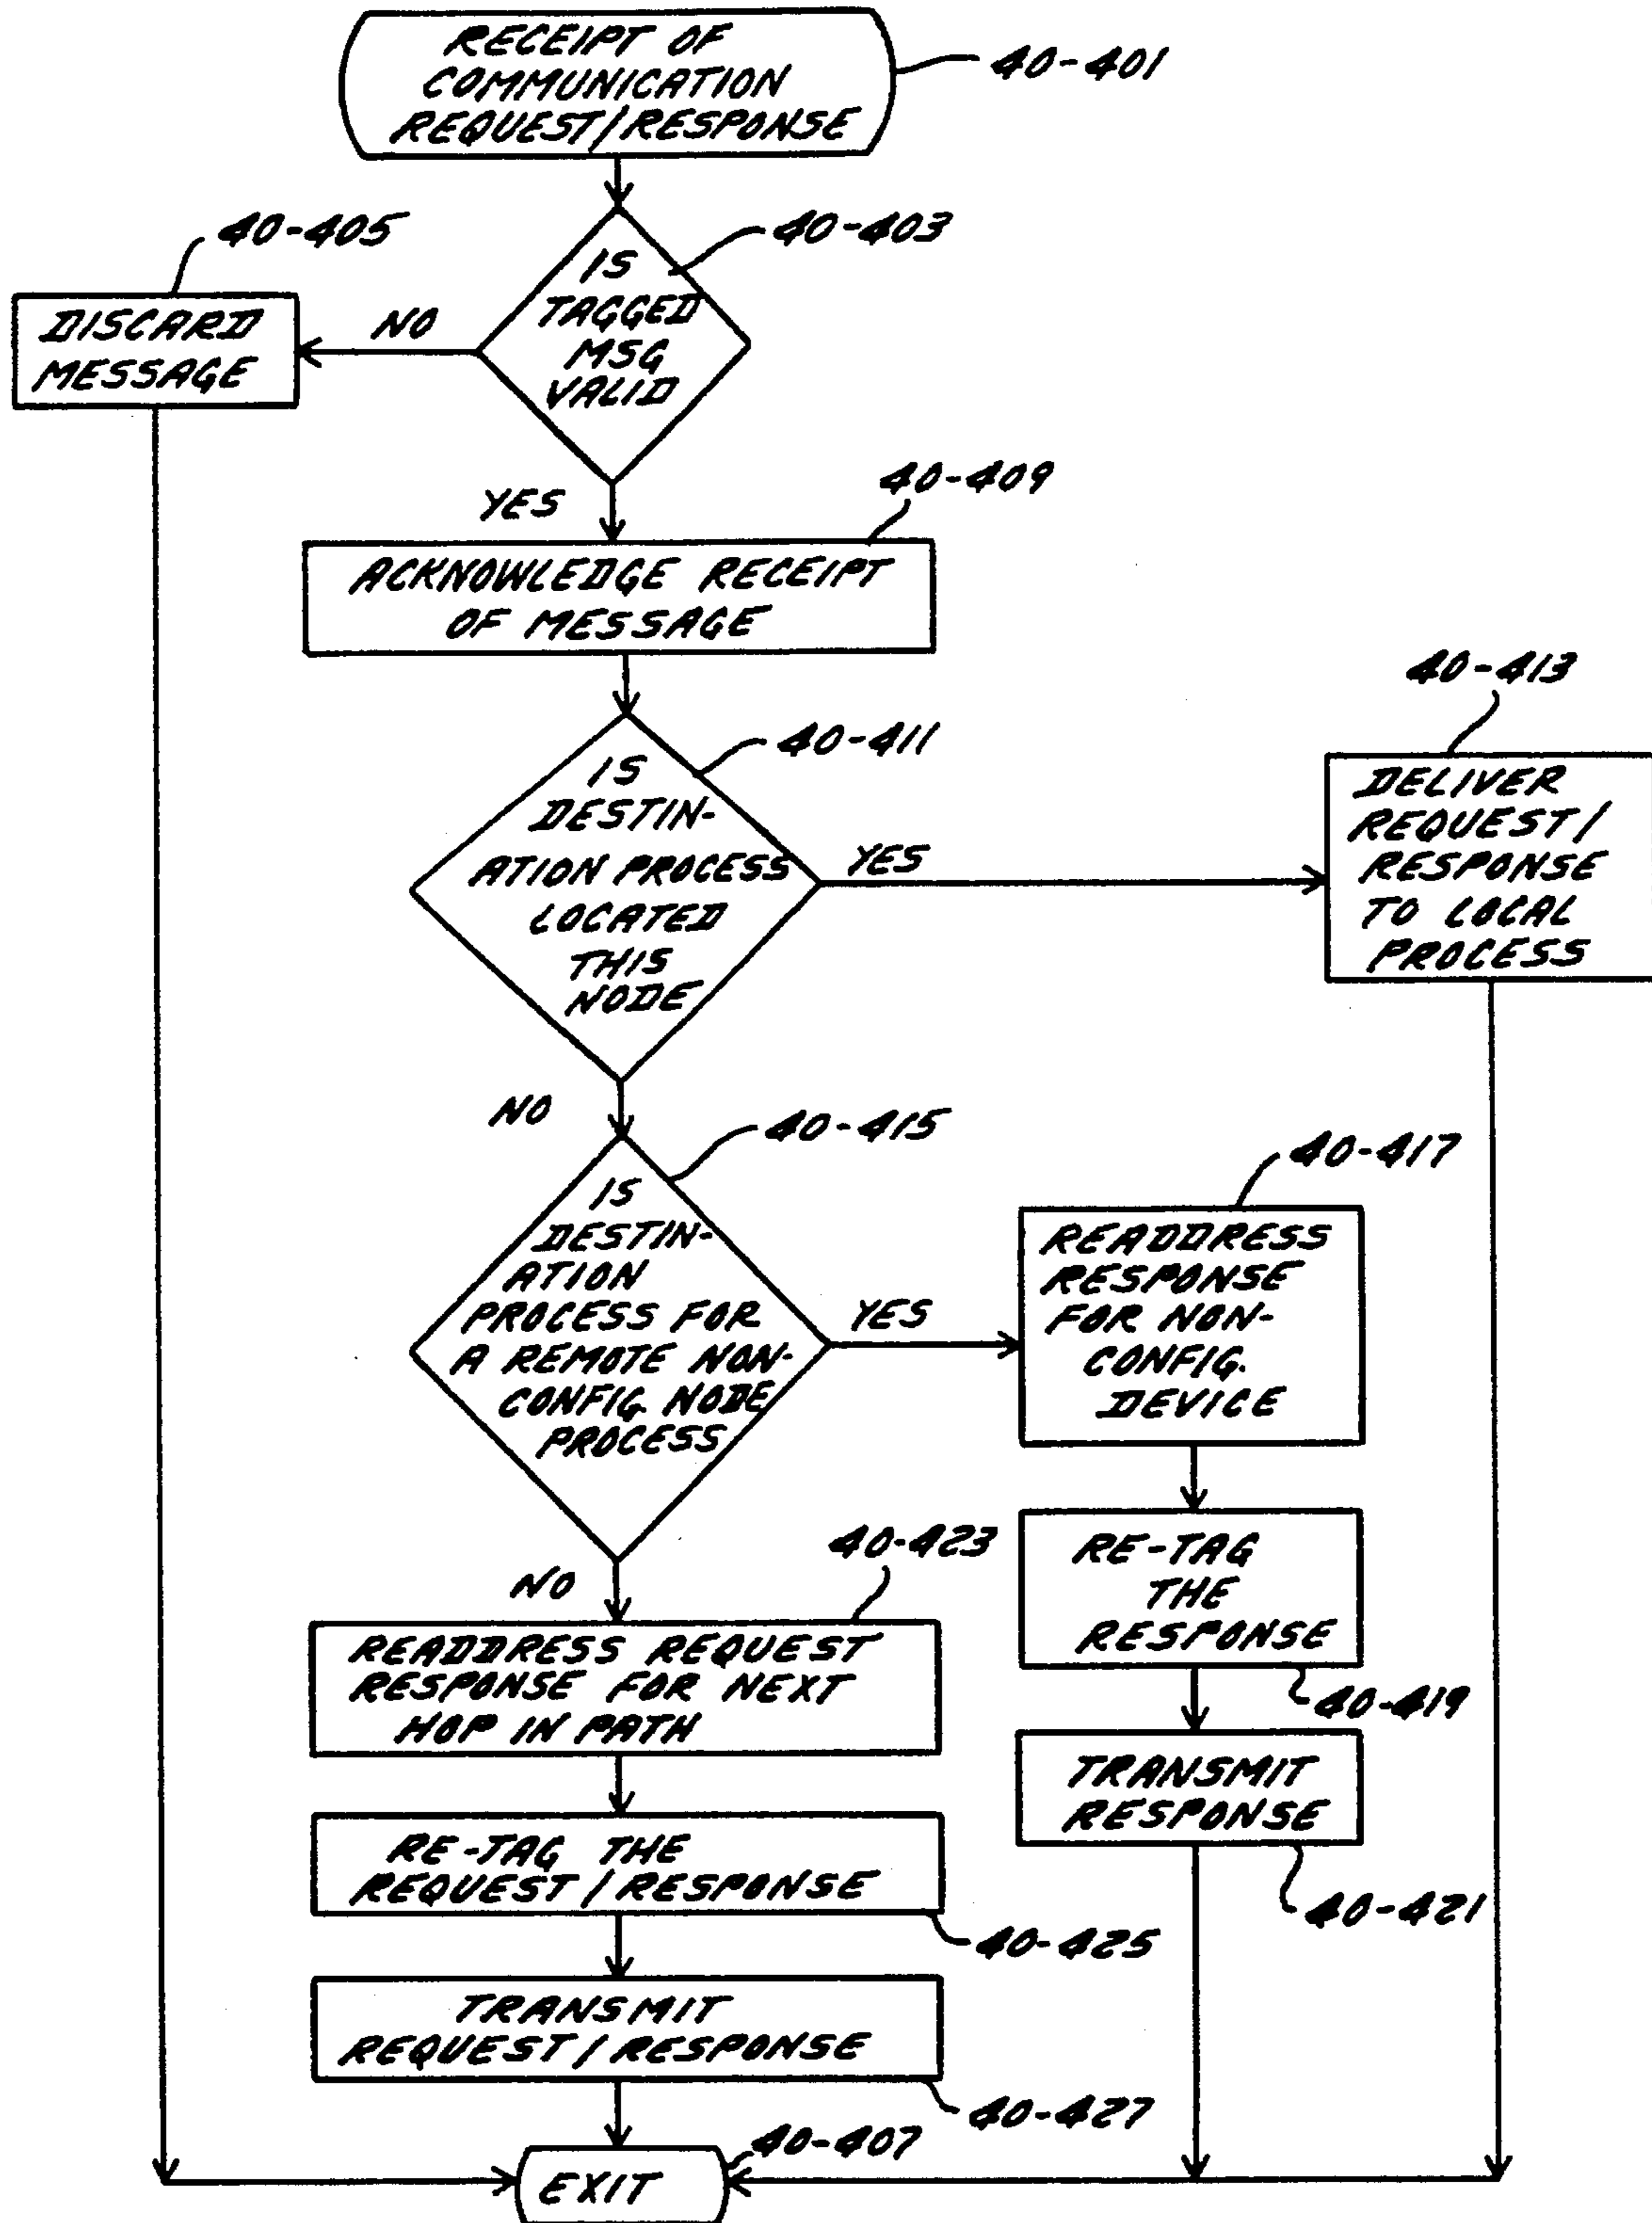 RECEIPT OF
COMMUNICATION
REQUEST/RESPONSE
40-401
40-405
40-403
DISCARD
MESSAGE
NO
IS
TAGGED
MSG
VALID
YES
40-409
ACKNOWLEDGE RECEIPT
OF MESSAGE
40-411
40-413
IS
DESTIN-
ATION PROCESS
LOCATED
THIS
NODE
YES
DELIVER
REQUEST/
RESPONSE
TO LOCAL
PROCESS
NO
40-415
40-417
IS
DESTIN-
ATION
PROCESS FOR
A REMOTE NON-
CONFIG. NODE
PROCESS
YES
READDRESS
RESPONSE
FOR NON-
CONFIG.
DEVICE
NO
40-423
RE-TAG
THE
RESPONSE
40-419
READDRESS REQUEST
RESPONSE FOR NEXT
HOP IN PATH
TRANSMIT
RESPONSE
40-421
RE-TAG THE
REQUEST/RESPONSE
40-425
TRANSMIT
REQUEST/RESPONSE
40-427
40-407
EXIT